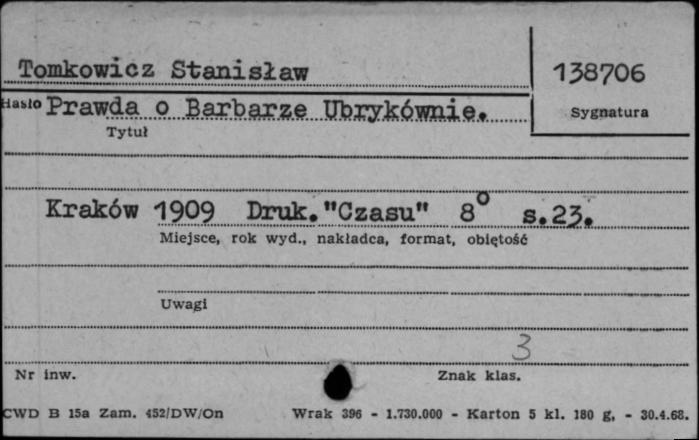 Tomkowicz Stanisław
138706
Hasło Prawda o Barbarze Ubrykównie.
Sygnatura
Tytuł
Kraków 1909 Druk."Czasu" 8° s.23.
Miejsce, rok wyd., nakładca, format, objętość
Uwagi
3
Nr inw.
Znak klas.
CWD B 15a Zam. 452/DW/On Wrak 396 - 1.730.000 - Karton 5 kl. 180 g, - 30.4.68.